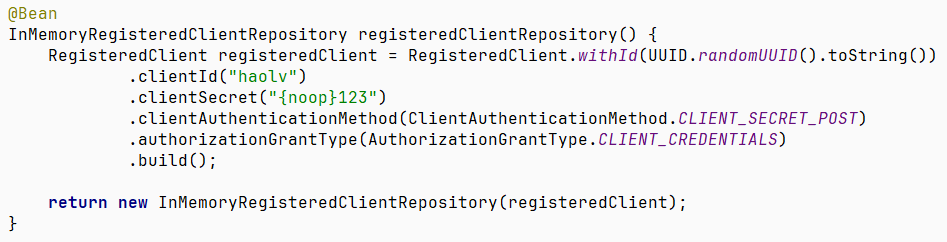 @Bean
InMemoryRegisteredClientRepository registeredClientRepository() {
    RegisteredClient registeredClient = RegisteredClient.withId(UUID.randomUUID().toString())
            .clientId("haolv")
            .clientSecret("{noop}123")
            .clientAuthenticationMethod(ClientAuthenticationMethod.CLIENT_SECRET_POST)
            .authorizationGrantType(AuthorizationGrantType.CLIENT_CREDENTIALS)
            .build();

    return new InMemoryRegisteredClientRepository(registeredClient);
}